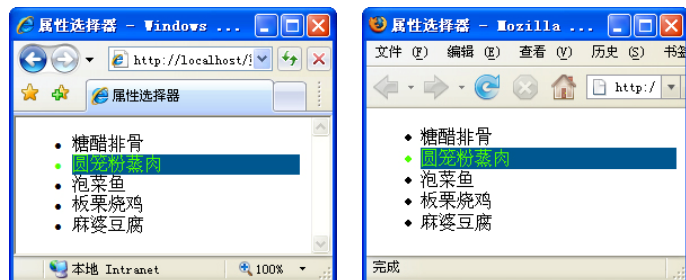 属性选择器 - Windows ...
http://localhost/
属性选择器
糖醋排骨
圆笼粉蒸肉
泡菜鱼
板栗烧鸡
麻婆豆腐
本地 Intranet
100%
属性选择器 - Mozilla ...
文件 (F) 编辑 (E) 查看 (V) 历史 (S) 书签
http:/
糖醋排骨
圆笼粉蒸肉
泡菜鱼
板栗烧鸡
麻婆豆腐
完成